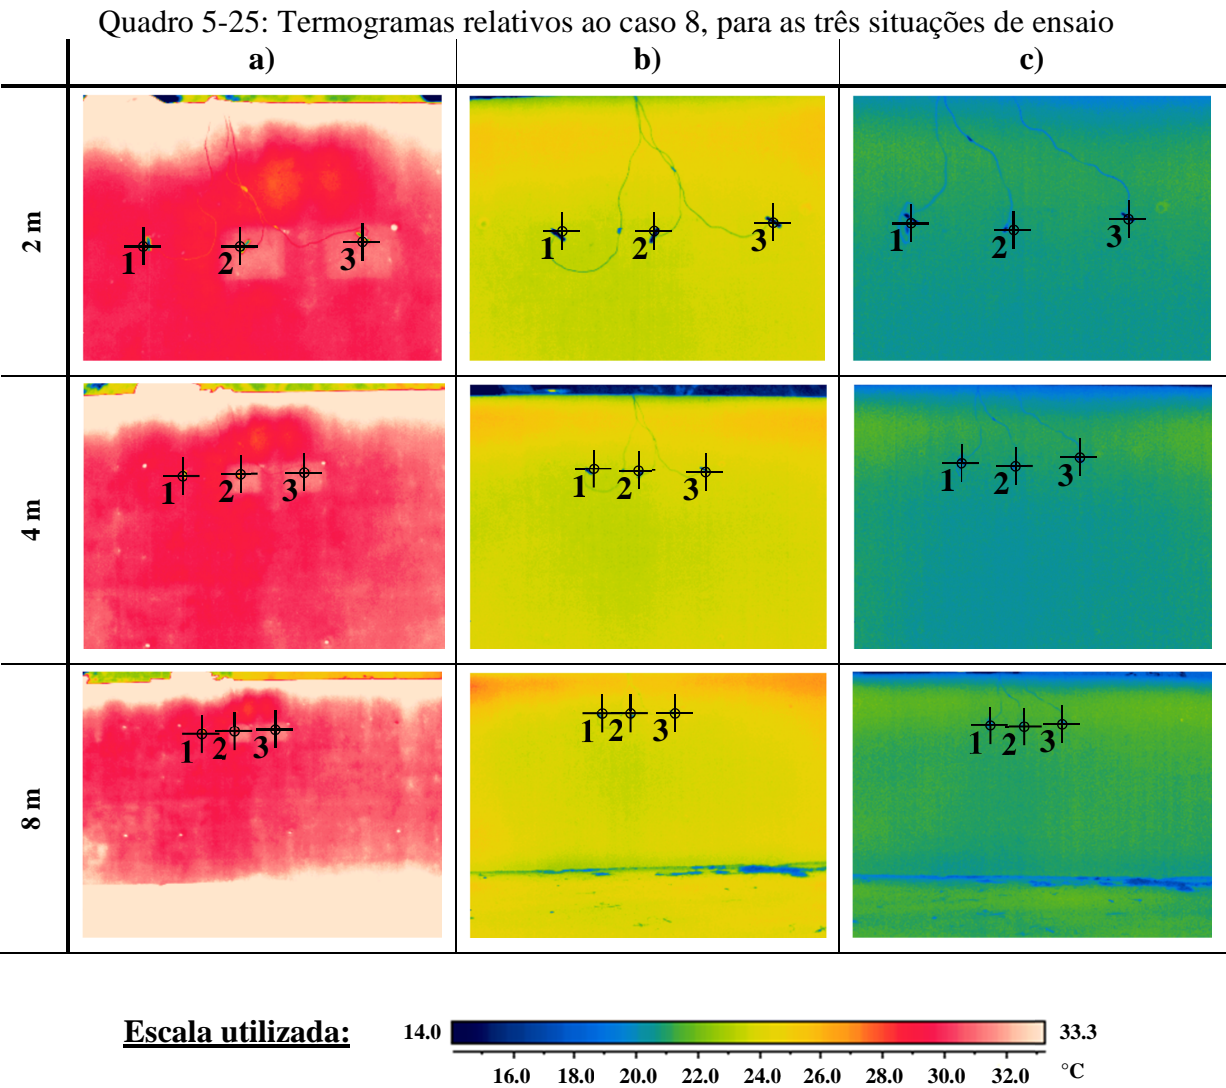 Quadro 5-25: Termogramas relativos ao caso 8, para as três situações de ensaio
a) b) c)
2 m
1 2 3
1 2 3
1 2 3
4 m
1 2 3
1 2 3
1 2 3
8 m
1 2 3
1 2 3
1 2 3
Escala utilizada: 14.0 33.3
16.0 18.0 20.0 22.0 24.0 26.0 28.0 30.0 32.0 °C